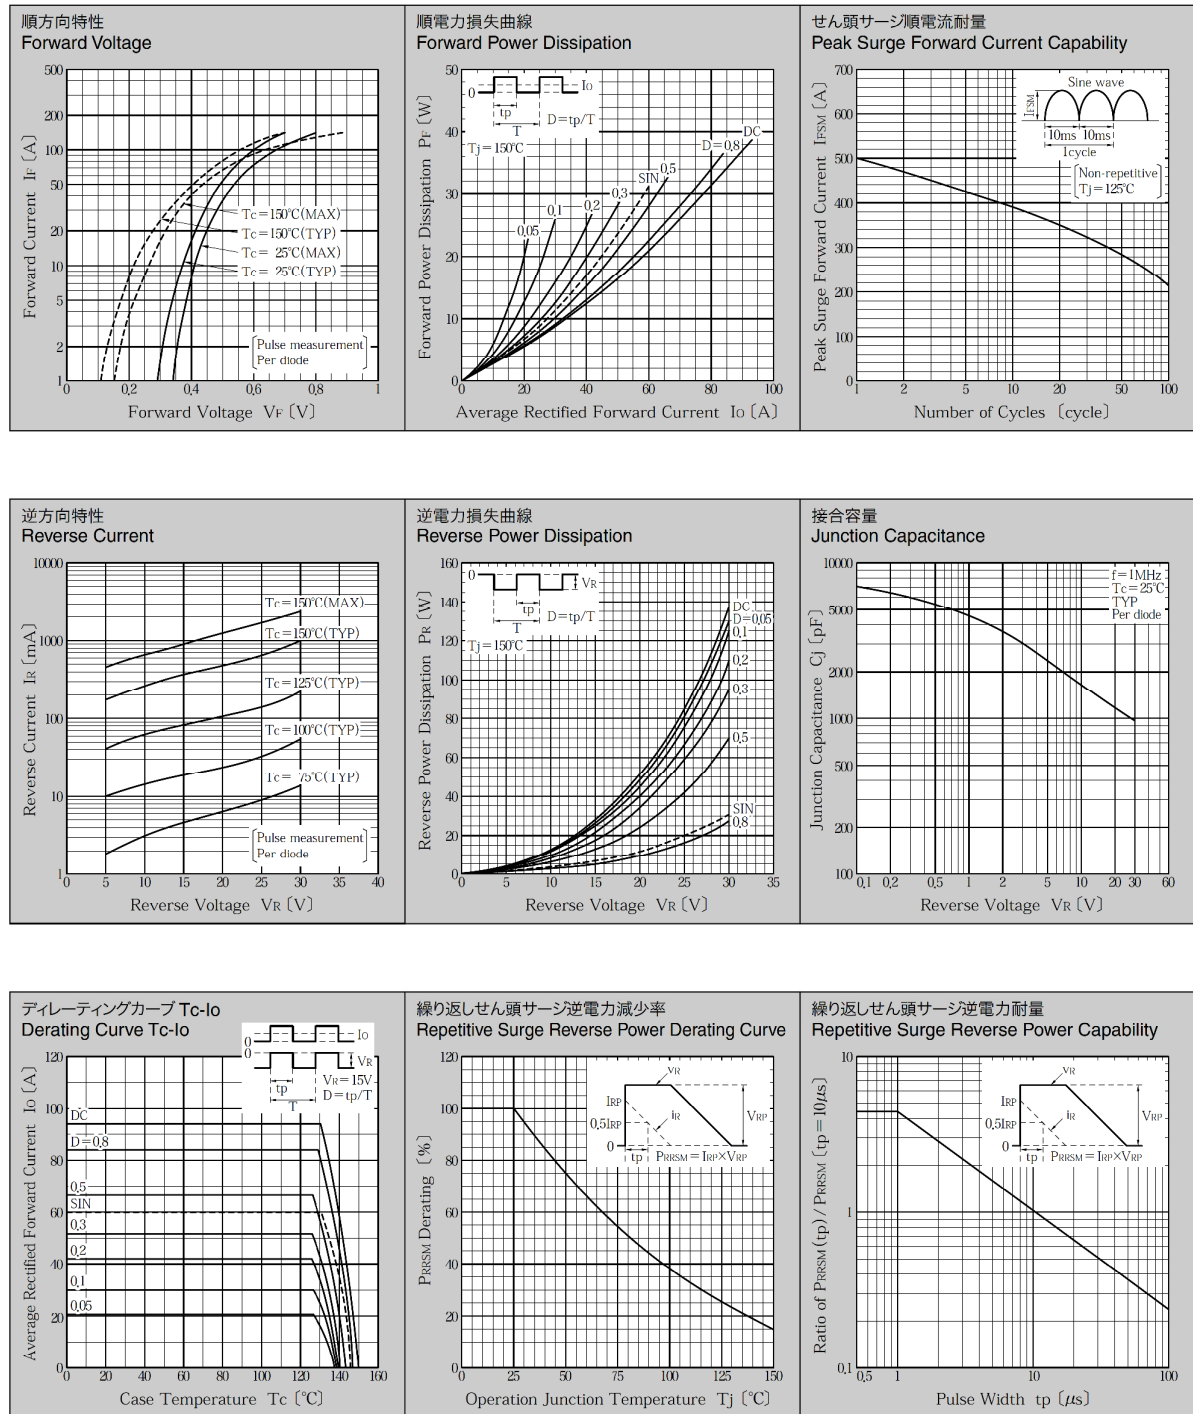 順方向特性
Forward Voltage
500
200
100
50
20
10
5
2
1
Forward Current IF〔A〕
Tc=150℃(MAX)
Tc=150℃(TYP)
Tc= 25℃(MAX)
Tc= 25℃(TYP)
Pulse measurement
Per diode
0 0.2 0.4 0.6 0.8 1
Forward Voltage VF〔V〕
順電力損失曲線
Forward Power Dissipation
50
40
30
20
10
0
Forward Power Dissipation PF〔W〕
0
Io
tp
T
D=tp/T
Tj=150℃
DC
D=0.8
0.5
SIN
0.3
0.2
0.1
0.05
0 20 40 60 80 100
Average Rectified Forward Current Io〔A〕
せん頭サージ順電流耐量
Peak Surge Forward Current Capability
700
600
500
400
300
200
100
0
Peak Surge Forward Current IFSM〔A〕
Sine wave
IFSM
10ms 10ms
1cycle
Non-repetitive
Tj=125℃
1 2 5 10 20 50 100
Number of Cycles〔cycle〕
逆方向特性
Reverse Current
10000
1000
100
10
1
Reverse Current IR〔mA〕
Tc=150℃(MAX)
Tc=150℃(TYP)
Tc=125℃(TYP)
Tc=100℃(TYP)
Tc= 75℃(TYP)
Pulse measurement
Per diode
0 5 10 15 20 25 30 35 40
Reverse Voltage VR〔V〕
逆電力損失曲線
Reverse Power Dissipation
160
140
120
100
80
60
40
20
0
Reverse Power Dissipation PR〔W〕
0
VR
tp
T
D=tp/T
Tj=150℃
DC
D=0.05
0.1
0.2
0.3
0.5
SIN
0.8
0 5 10 15 20 25 30 35
Reverse Voltage VR〔V〕
接合容量
Junction Capacitance
10000
5000
2000
1000
500
200
100
Junction Capacitance Cj〔pF〕
f=1MHz
Tc=25℃
TYP
Per diode
0.1 0.2 0.5 1 2 5 10 20 30 60
Reverse Voltage VR〔V〕
ディレーティングカーブ Tc-Io
Derating Curve Tc-Io
120
100
80
60
40
20
0
Average Rectified Forward Current Io〔A〕
0
Io
0
VR
tp
T
VR=15V
D=tp/T
DC
D=0.8
0.5
SIN
0.3
0.2
0.1
0.05
0 20 40 60 80 100 120 140 160
Case Temperature Tc〔℃〕
繰り返しせん頭サージ逆電力減少率
Repetitive Surge Reverse Power Derating Curve
120
100
80
60
40
20
0
PRRSM Derating〔%〕
VR
IRP
0.5IRP
0
iR
VRP
tp
PRRSM=IRP×VRP
0 25 50 75 100 125 150
Operation Junction Temperature Tj〔℃〕
繰り返しせん頭サージ逆電力耐量
Repetitive Surge Reverse Power Capability
10
1
0.1
Ratio of PRRSM(tp)/PRRSM〔tp=10μs〕
VR
IRP
0.5IRP
0
iR
VRP
tp
PRRSM=IRP×VRP
0.5 1 10 100
Pulse Width tp〔μs〕